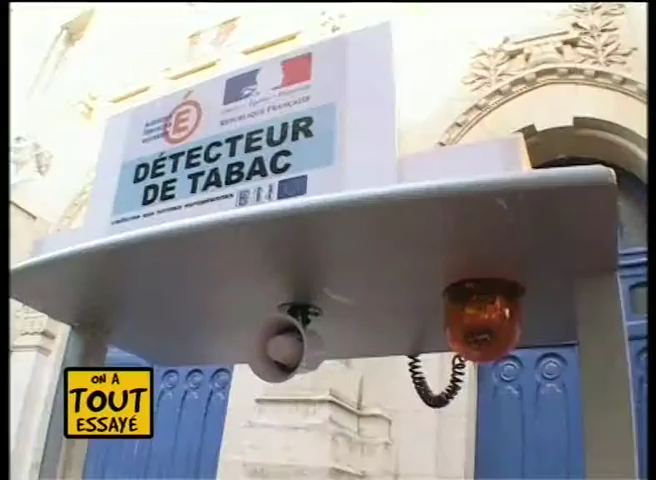 RÉPUBLIQUE FRANÇAISE
DÉTECTEUR
DE TABAC
ON A
TOUT
ESSAYÉ